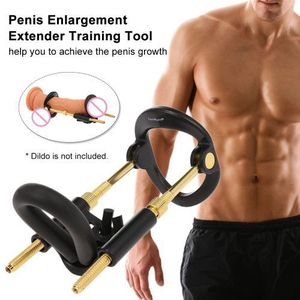 Penis Enlargement
Extender Training Tool
help you to achieve the penis growth
* Dildo is not included.